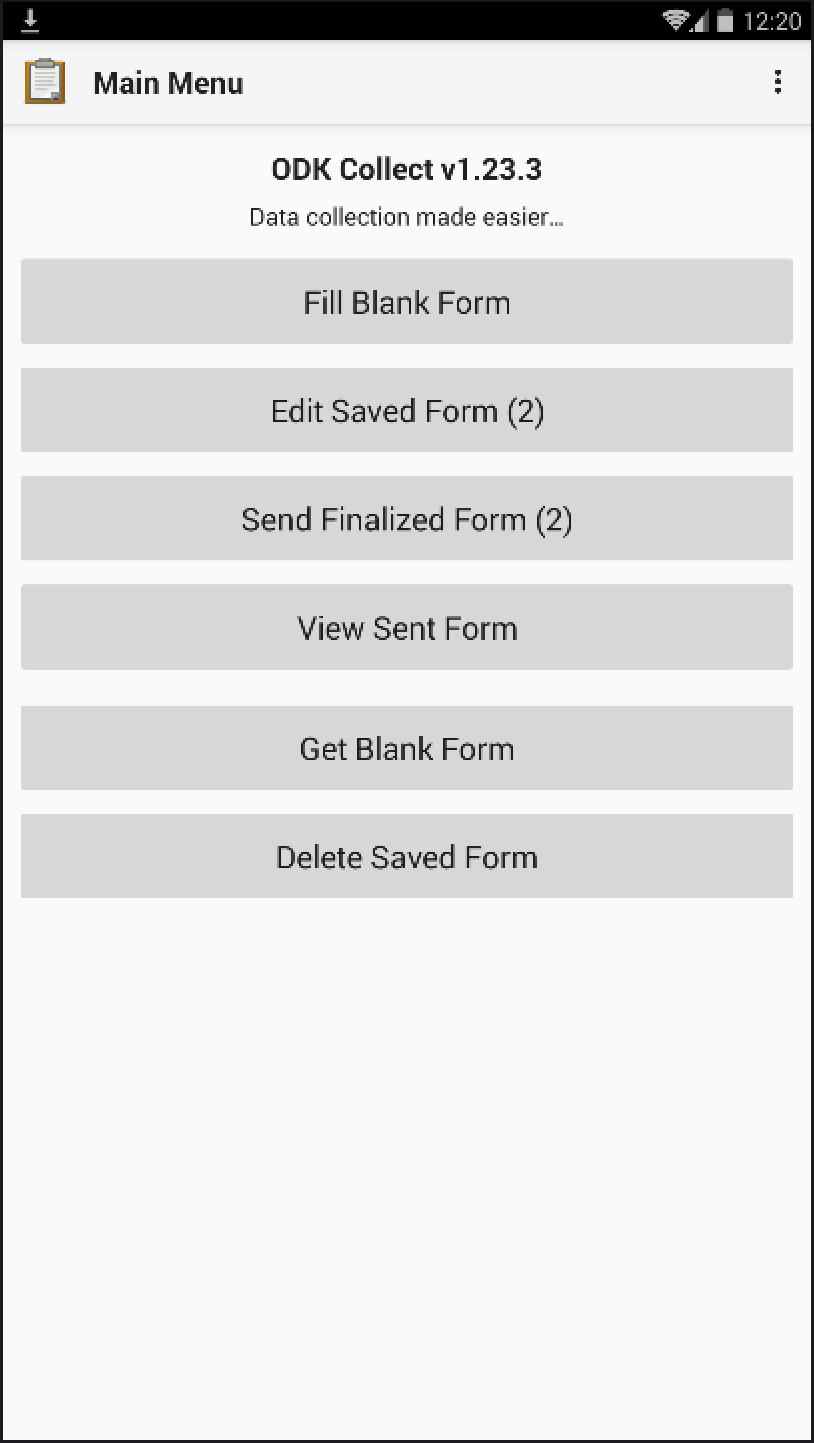 12:20
Main Menu
ODK Collect v1.23.3
Data collection made easier...
Fill Blank Form
Edit Saved Form (2)
Send Finalized Form (2)
View Sent Form
Get Blank Form
Delete Saved Form